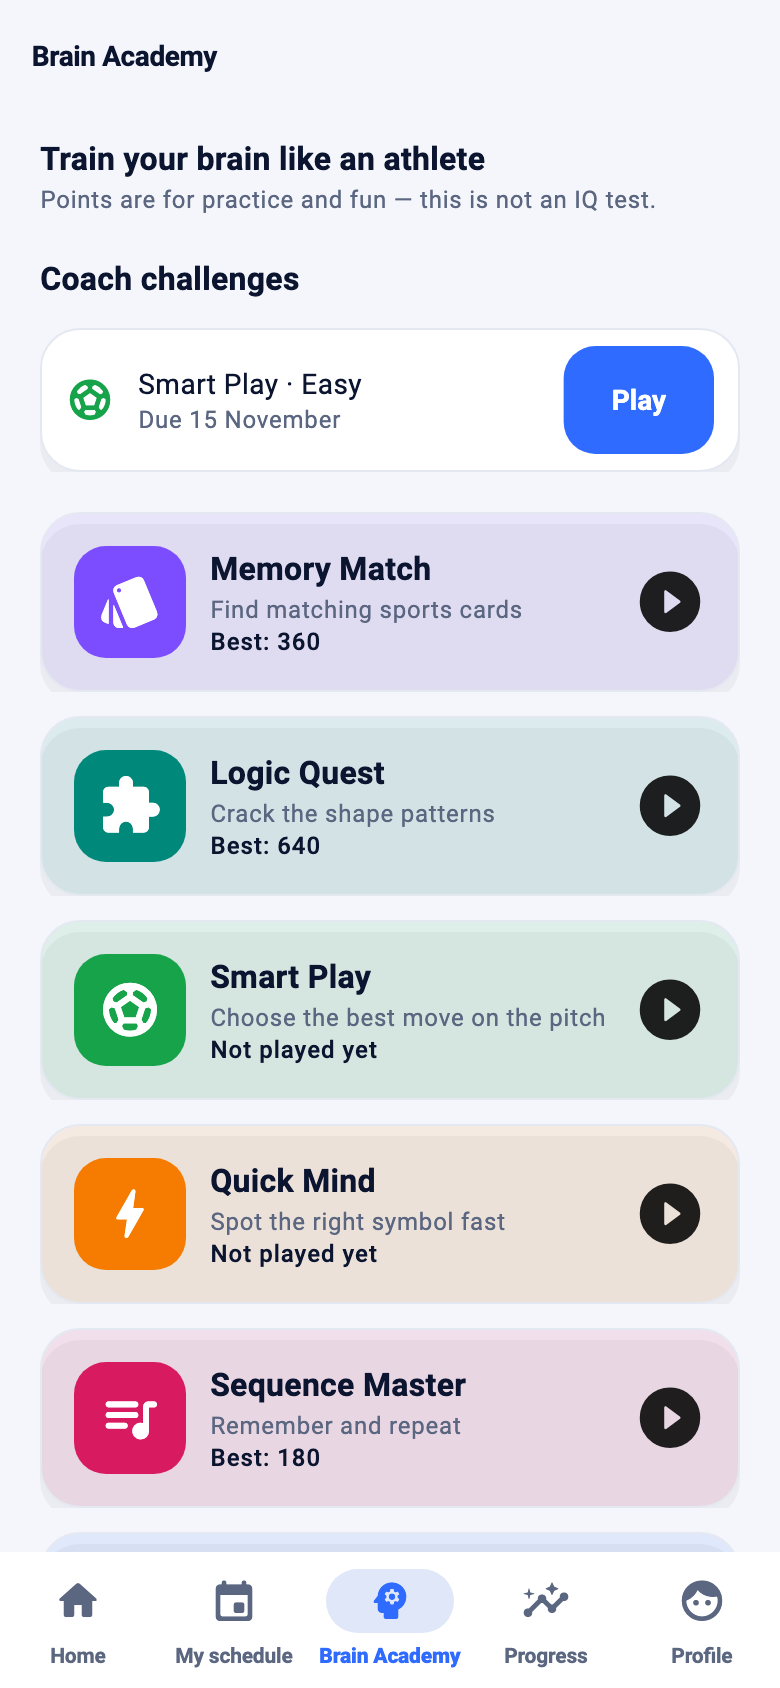 Brain Academy
Train your brain like an athlete
Points are for practice and fun — this is not an IQ test.
Coach challenges
Smart Play · Easy
Due 15 November
Play
Memory Match
Find matching sports cards
Best: 360
Logic Quest
Crack the shape patterns
Best: 640
Smart Play
Choose the best move on the pitch
Not played yet
Quick Mind
Spot the right symbol fast
Not played yet
Sequence Master
Remember and repeat
Best: 180
Home
My schedule
Brain Academy
Progress
Profile